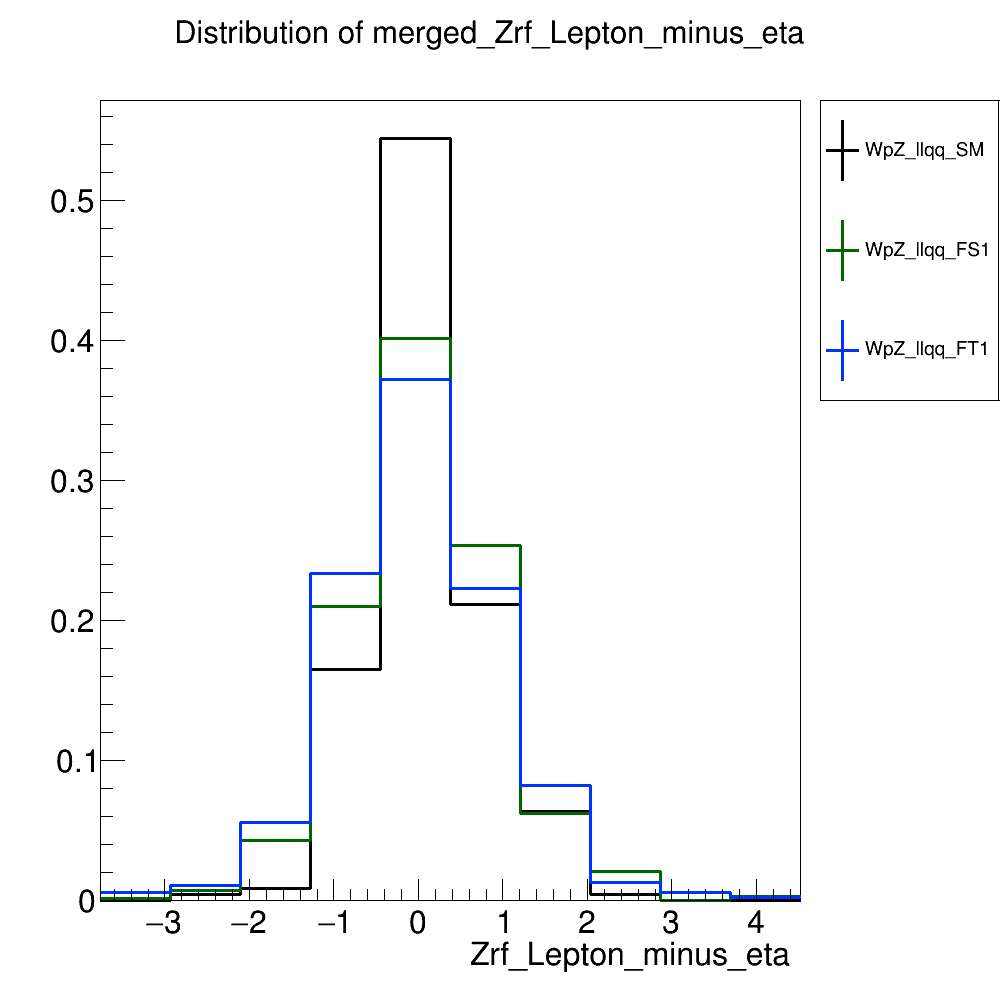 Distribution of merged_Zrf_Lepton_minus_eta
WpZ_llqq_SM
WpZ_llqq_FS1
WpZ_llqq_FT1
0.5
0.4
0.3
0.2
0.1
0
−3 −2 −1 0 1 2 3 4
Zrf_Lepton_minus_eta